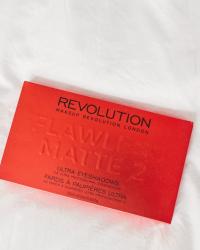 REVOLUTION
MAKEUP REVOLUTION LONDON
FLAWLESS
MATTE 2
ULTRA EYESHADOWS
FARDS À PAUPIÈRES ULTRA